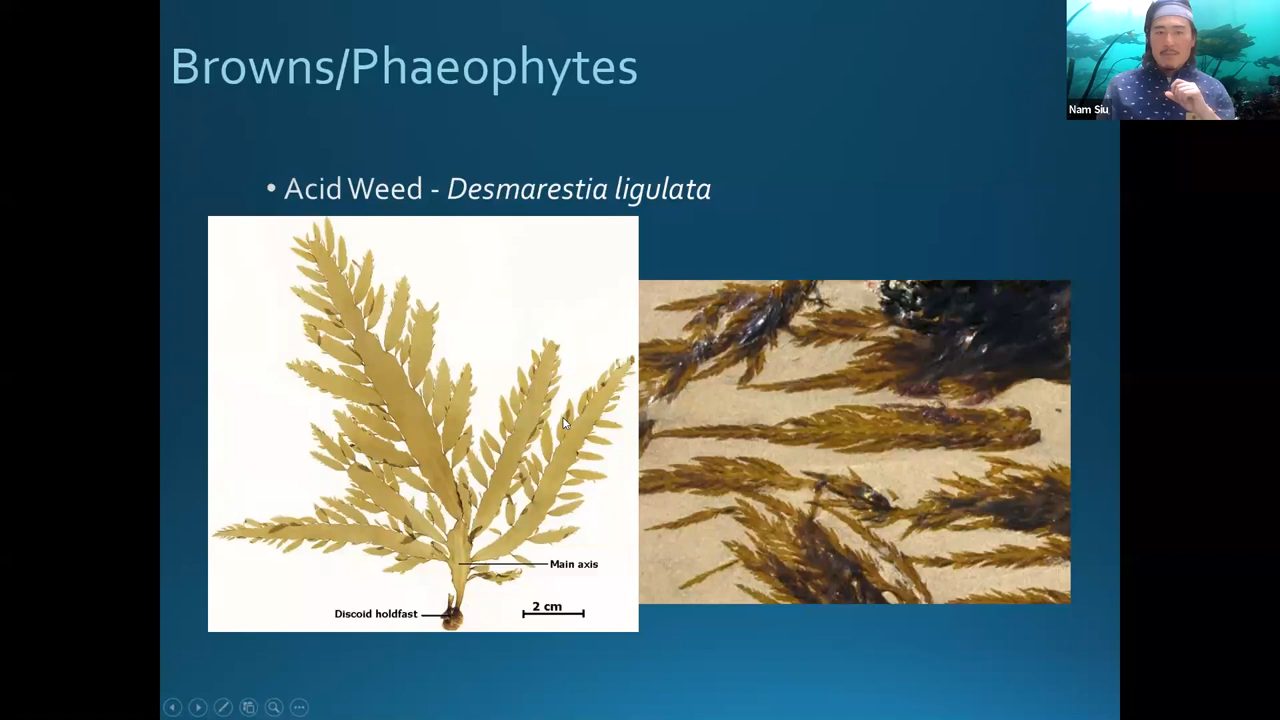 Browns/Phaeophytes
Nam Siu
• Acid Weed - Desmarestia ligulata
Main axis
2 cm
Discoid holdfast